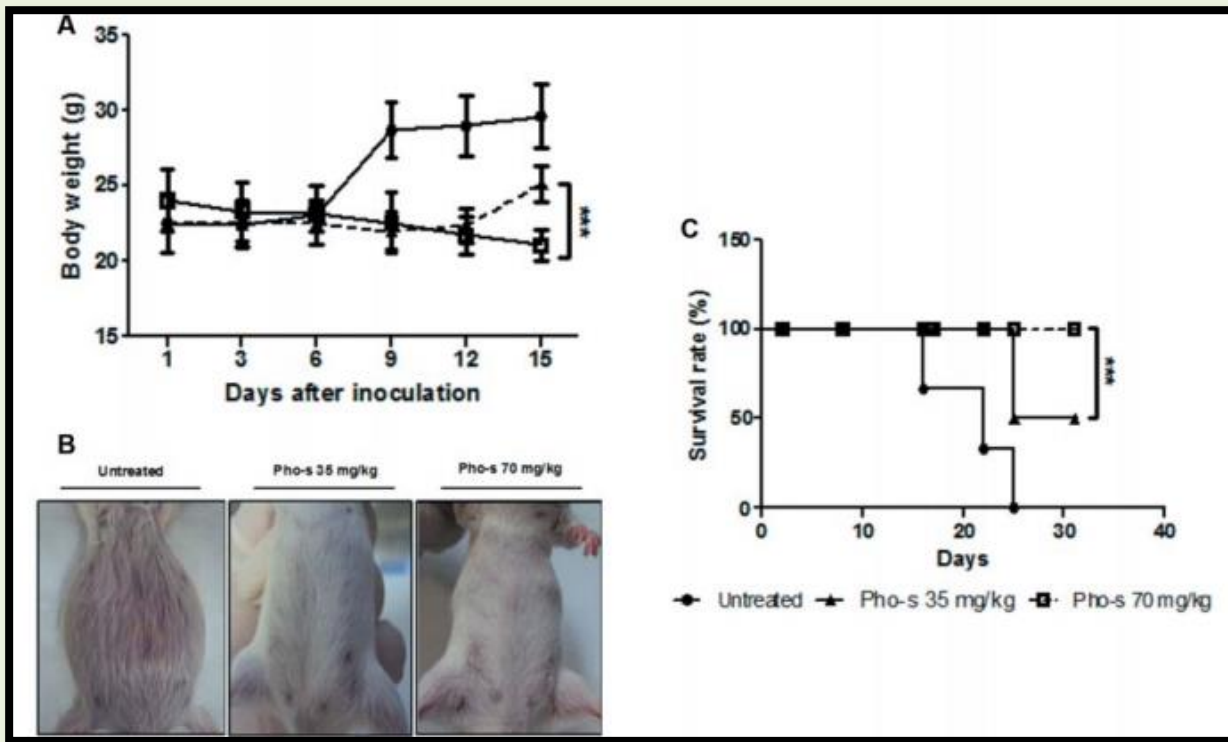 A
35
30
25
20
15
Body weight (g)
1 3 6 9 12 15
Days after inoculation
***
B
Untreated Pho-s 35 mg/kg Pho-s 70 mg/kg
C
150
100
50
0
Survival rate (%)
0 10 20 30 40
Days
***
Untreated Pho-s 35 mg/kg Pho-s 70 mg/kg